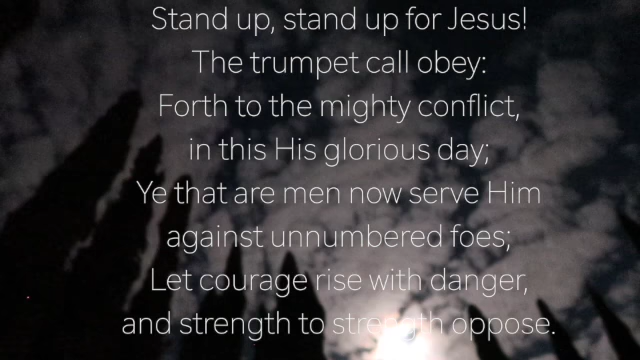 Stand up, stand up for Jesus!
The trumpet call obey:
Forth to the mighty conflict,
in this His glorious day;
Ye that are men now serve Him
against unnumbered foes;
Let courage rise with danger,
and strength to strength oppose.